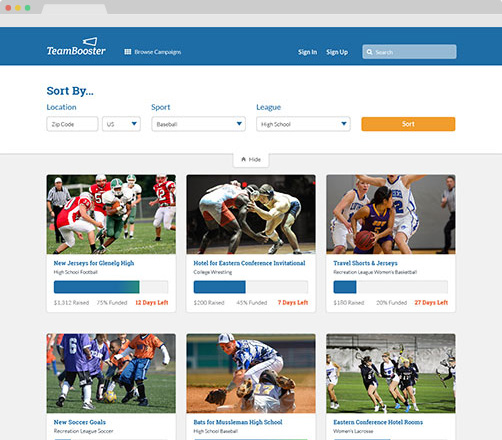 TeamBooster
Browse Campaigns
Sign In
Sign Up
Search
Sort By...
Location
Sport
League
Zip Code
US
Baseball
High School
Sort
Hide
New Jerseys for Glenelg High
High School Football
$1,312 Raised
75% Funded
12 Days Left
Hotel for Eastern Conference Invitational
College Wrestling
$200 Raised
45% Funded
7 Days Left
Travel Shorts & Jerseys
Recreation League Women's Basketball
$180 Raised
20% Funded
27 Days Left
New Soccer Goals
Recreation League Soccer
Bats for Mussleman High School
High School Baseball
Eastern Conference Hotel Rooms
Women's Lacrosse